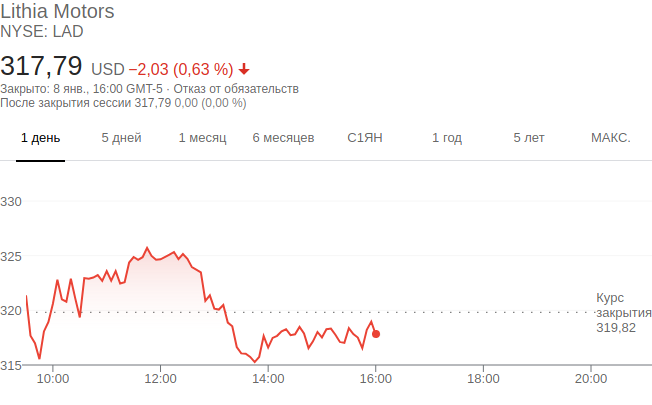 Lithia Motors
NYSE: LAD
317,79 USD −2,03 (0,63 %)
Закрыто: 8 янв., 16:00 GMT-5 · Отказ от обязательств
После закрытия сессии 317,79 0,00 (0,00 %)
1 день 5 дней 1 месяц 6 месяцев С1ЯН 1 год 5 лет МАКС.
330
325
320
315
Курс
закрытия
319,82
10:00 12:00 14:00 16:00 18:00 20:00